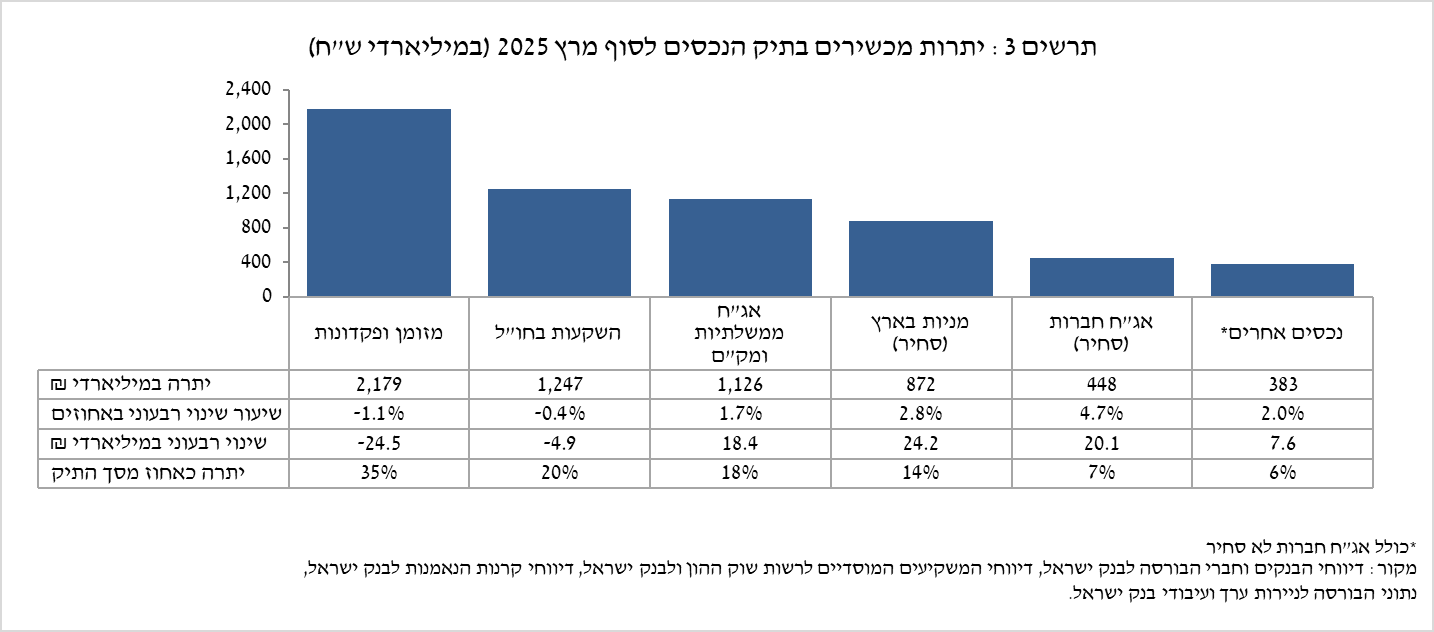 תרשים 3 : יתרות מכשירים בתיק הנכסים לסוף מרץ 2025 (במיליארדי ש"ח)
2,400
2,000
1,600
1,200
800
400
0
מזומן ופקדונות
השקעות בחו"ל
אג"ח
ממשלתיות
ומק"ם
מניות בארץ
(סחיר)
אג"ח חברות
(סחיר)
נכסים אחרים*
יתרה במיליארדי ₪ 2,179 1,247 1,126 872 448 383
שיעור שינוי רבעוני באחוזים -1.1% -0.4% 1.7% 2.8% 4.7% 2.0%
שינוי רבעוני במיליארדי ₪ -24.5 -4.9 18.4 24.2 20.1 7.6
יתרה כאחוז מסך התיק 35% 20% 18% 14% 7% 6%
*כולל אג"ח חברות לא סחיר
מקור : דיווחי הבנקים וחברי הבורסה לבנק ישראל, דיווחי המשקיעים המוסדיים לרשות שוק ההון ולבנק ישראל, דיווחי קרנות הנאמנות לבנק ישראל,
נתוני הבורסה לניירות ערך ועיבודי בנק ישראל.